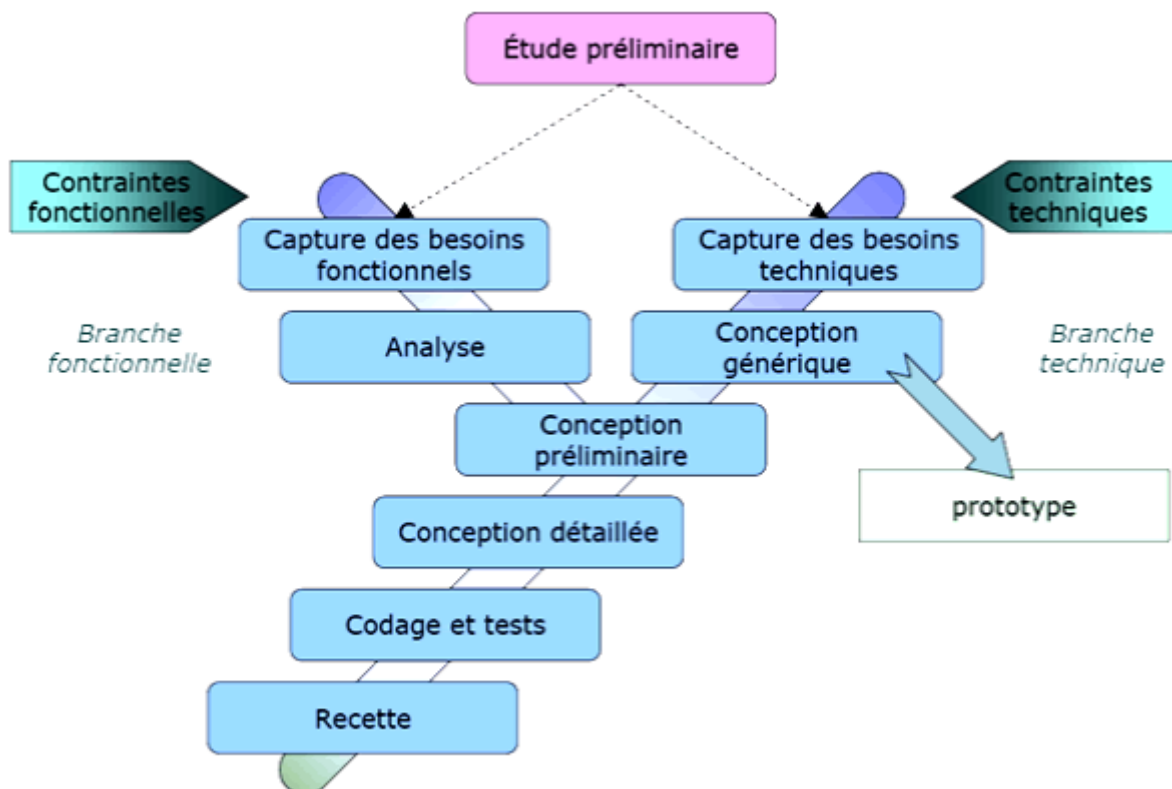 Étude préliminaire
Contraintes
fonctionnelles
Contraintes
techniques
Capture des besoins
fonctionnels
Capture des besoins
techniques
Branche
fonctionnelle
Analyse
Conception
générique
Branche
technique
Conception
préliminaire
prototype
Conception détaillée
Codage et tests
Recette